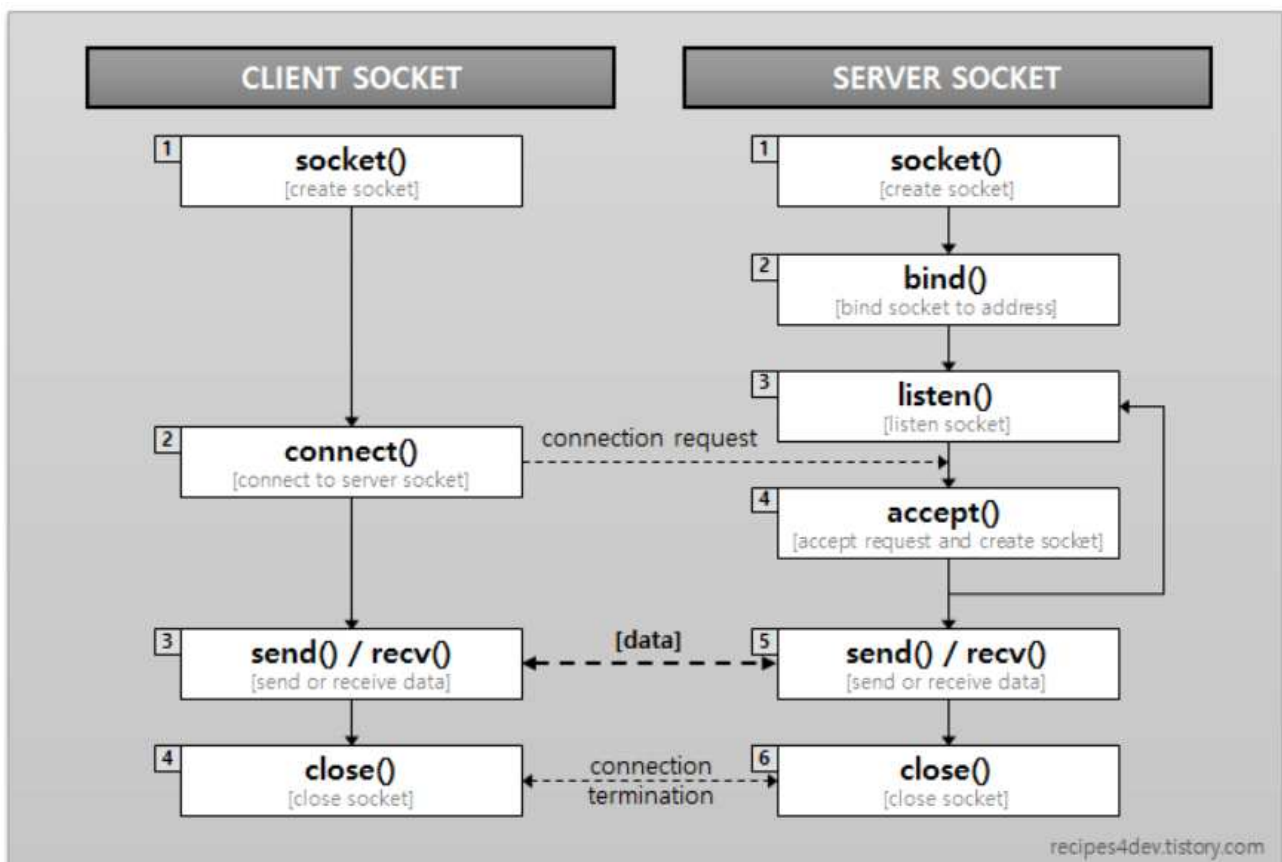 CLIENT SOCKET
SERVER SOCKET
1
socket()
[create socket]
1
socket()
[create socket]
2
bind()
[bind socket to address]
3
listen()
[listen socket]
2
connect()
[connect to server socket]
connection request
4
accept()
[accept request and create socket]
3
send() / recv()
[send or receive data]
[data]
5
send() / recv()
[send or receive data]
4
close()
[close socket]
connection
termination
6
close()
[close socket]
recipes4dev.tistory.com